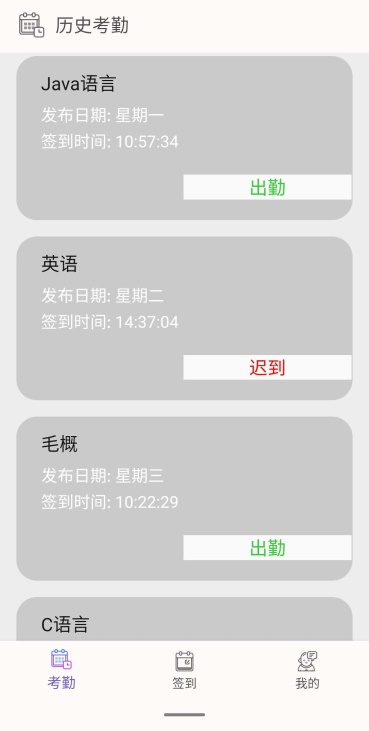 历史考勤
Java语言
发布日期: 星期一
签到时间: 10:57:34
出勤
英语
发布日期: 星期二
签到时间: 14:37:04
迟到
毛概
发布日期: 星期三
签到时间: 10:22:29
出勤
C语言
考勤
签到
我的